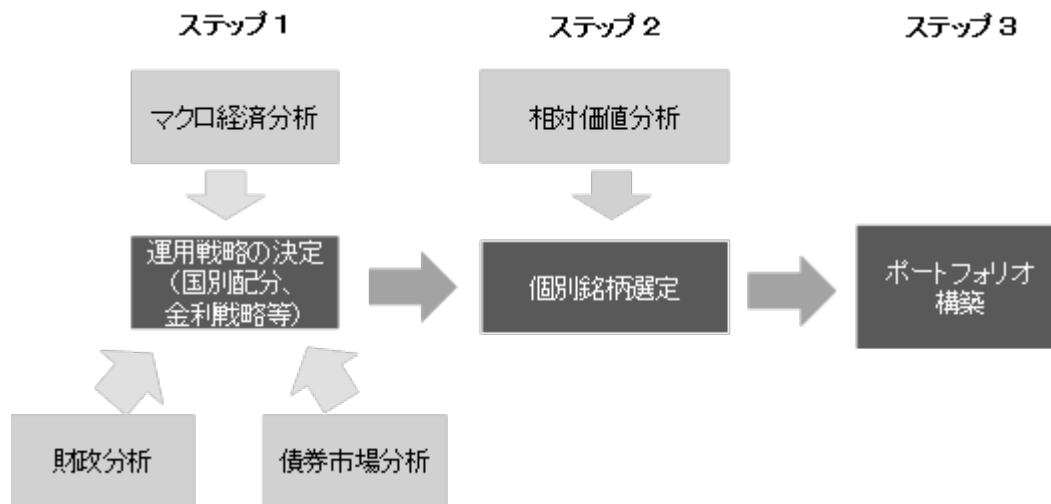 ステップ1
ステップ2
ステップ3
マクロ経済分析
相対価値分析
運用戦略の決定
(国別配分、
金利戦略等)
個別銘柄選定
ポートフォリオ
構築
財政分析
債券市場分析